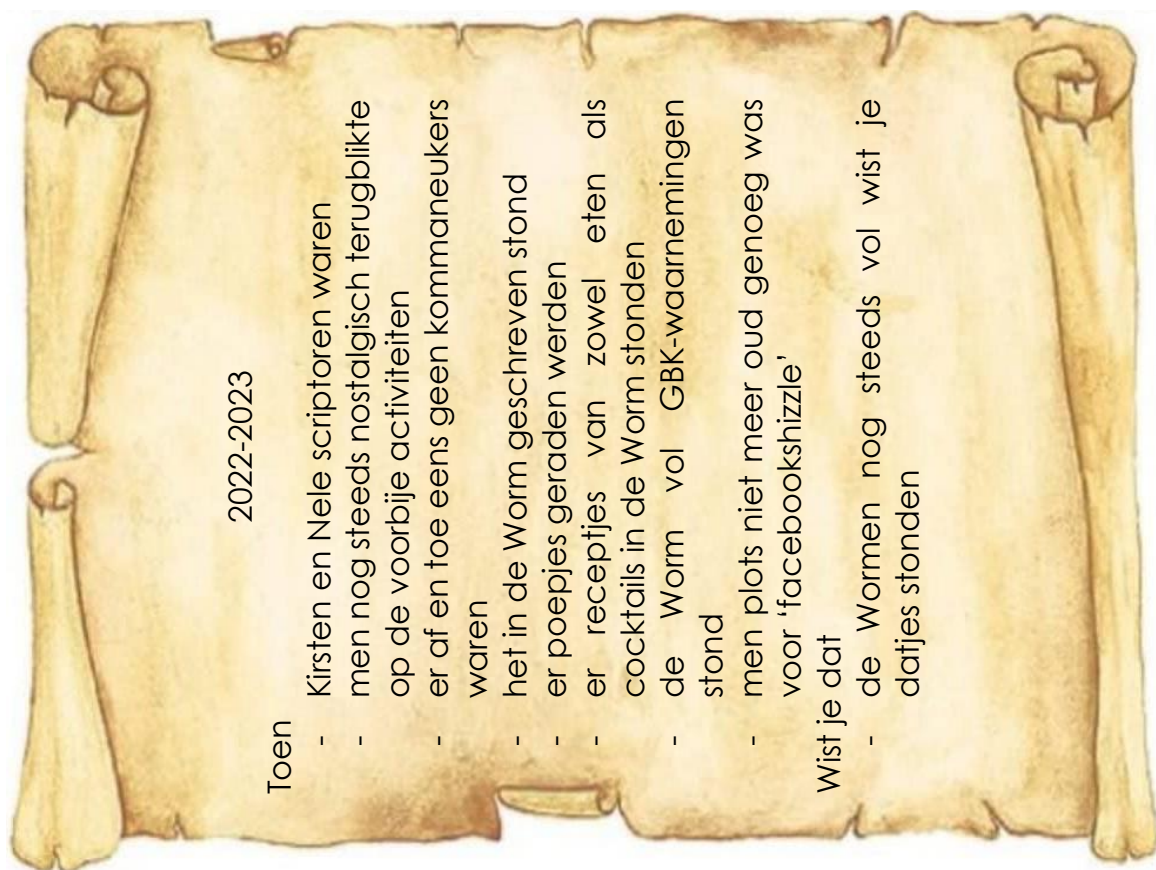 2022-2023
Toen
- Kirsten en Nele scriptoren waren
- men nog steeds nostalgisch terugblikte
op de voorbije activiteiten
- er af en toe eens geen kommaneukers
waren
- het in de Worm geschreven stond
- er poepjes geraden werden
- er receptjes van zowel eten als
cocktails in de Worm stonden
- de Worm vol GBK-waarnemingen
stond
- men plots niet meer oud genoeg was
voor ‘facebookshizzle’
Wist je dat
- de Wormen nog steeds vol wist je
datjes stonden